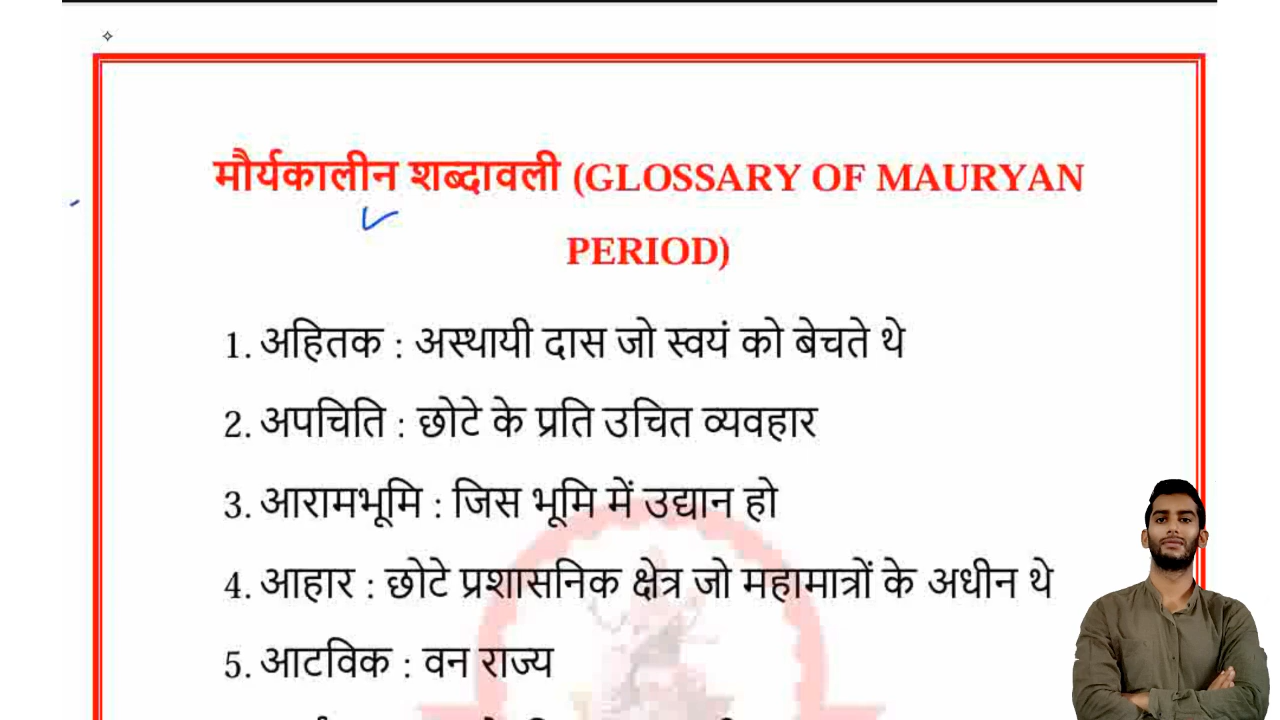 मौर्यकालीन शब्दावली (GLOSSARY OF MAURYAN
PERIOD)
1. अहितक : अस्थायी दास जो स्वयं को बेचते थे
2. अपचिति : छोटे के प्रति उचित व्यवहार
3. आरामभूमि : जिस भूमि में उद्यान हो
4. आहार : छोटे प्रशासनिक क्षेत्र जो महामात्रों के अधीन थे
5. आटविक : वन राज्य